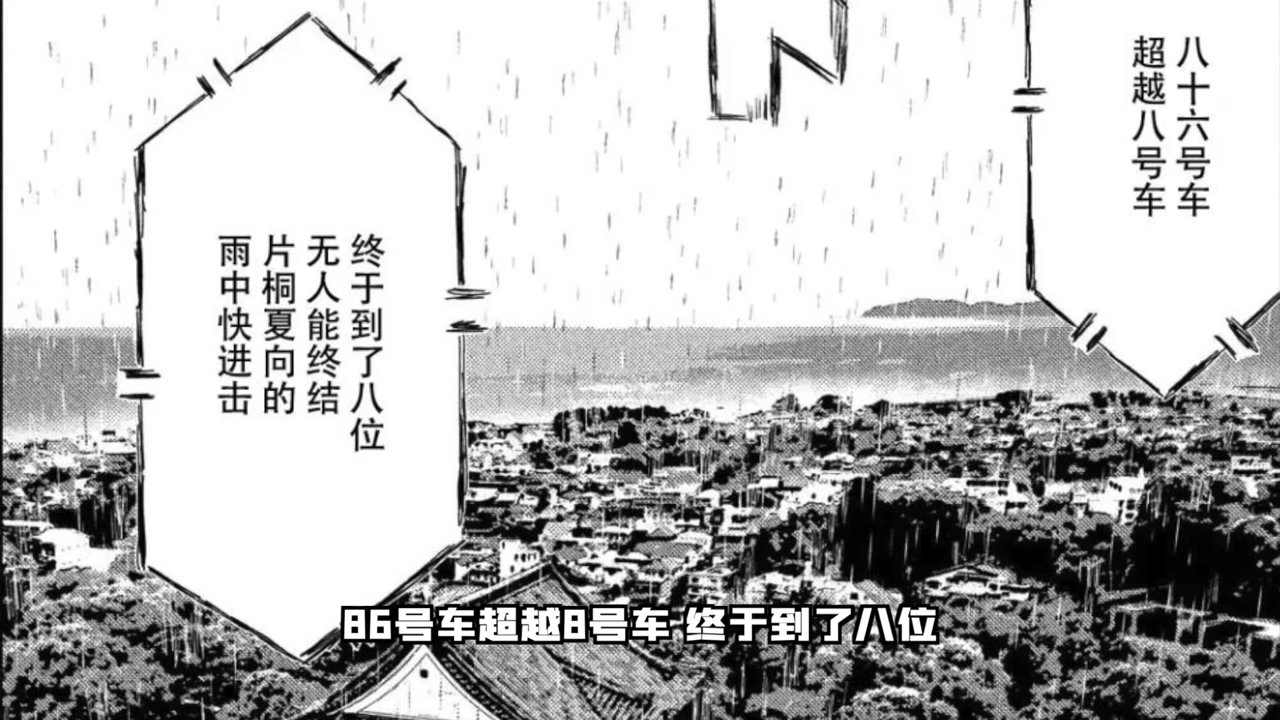 八十六号车
超越八号车
终于到了八位
无人能终结
片桐夏向的
雨中快进击
86号车超越8号车 终于到了八位